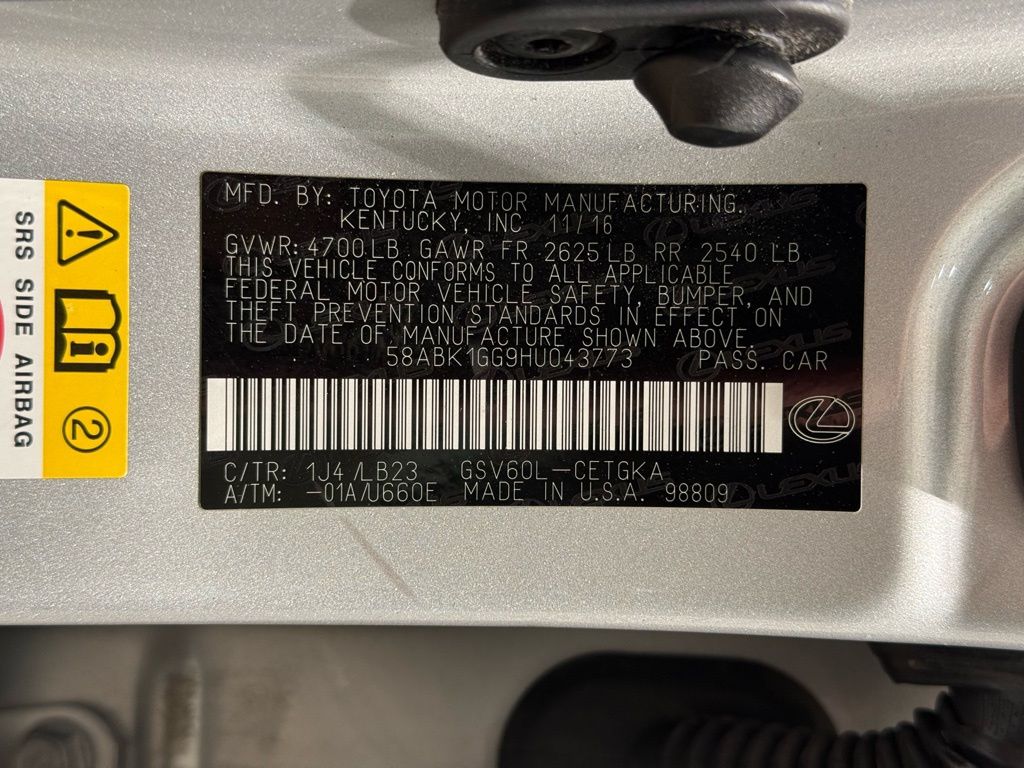 MFD. BY: TOYOTA MOTOR MANUFACTURING.
KENTUCKY, INC 11/16
GVWR: 4700 LB GAWR FR 2625 LB RR 2540 LB
THIS VEHICLE CONFORMS TO ALL APPLICABLE
FEDERAL MOTOR VEHICLE SAFETY, BUMPER, AND
THEFT PREVENTION STANDARDS IN EFFECT ON
THE DATE OF MANUFACTURE SHOWN ABOVE.
58ABK1GG9HU043773 PASS. CAR
C/TR: 1J4 /LB23 GSV60L -CETGKA
A/TM: -01A/U660E MADE IN U.S.A. 98809
LEXUS
SRS SIDE AIRBAG
2